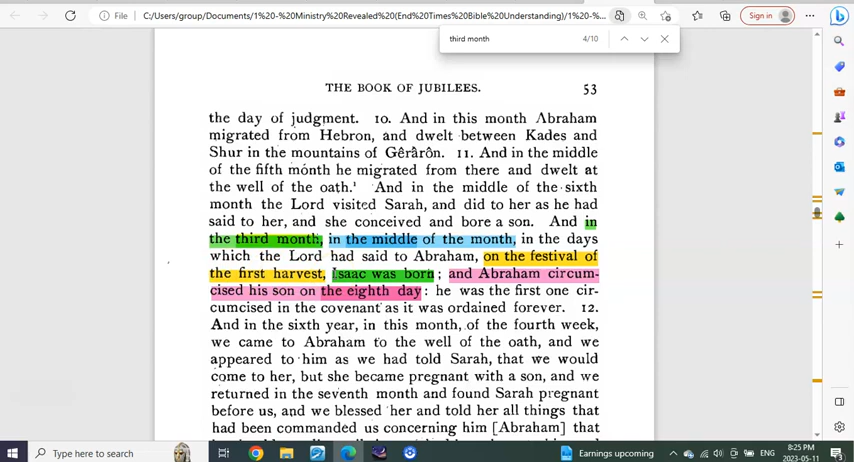 File
C:/Users/group/Documents/1%20-%20Ministry%20Revealed%20(End%20Times%20Bible%20Understanding)/1%20-%...
Sign in
third month
4/10
THE BOOK OF JUBILEES.
53
the day of judgment. 10. And in this month Abraham
migrated from Hebron, and dwelt between Kades and
Shur in the mountains of Gêrârôn. 11. And in the middle
of the fifth month he migrated from there and dwelt at
the well of the oath.¹ And in the middle of the sixth
month the Lord visited Sarah, and did to her as he had
said to her, and she conceived and bore a son. And in
the third month, in the middle of the month, in the days
which the Lord had said to Abraham, on the festival of
the first harvest, Isaac was born; and Abraham circum-
cised his son on the eighth day: he was the first one cir-
cumcised in the covenant as it was ordained forever. 12.
And in the sixth year, in this month, of the fourth week,
we came to Abraham to the well of the oath, and we
appeared to him as we had told Sarah, that we would
come to her, but she became pregnant with a son, and we
returned in the seventh month and found Sarah pregnant
before us, and we blessed her and told her all things that
had been commanded us concerning him [Abraham] that
Type here to search
Earnings upcoming
ENG
8:25 PM
2023-05-11
3